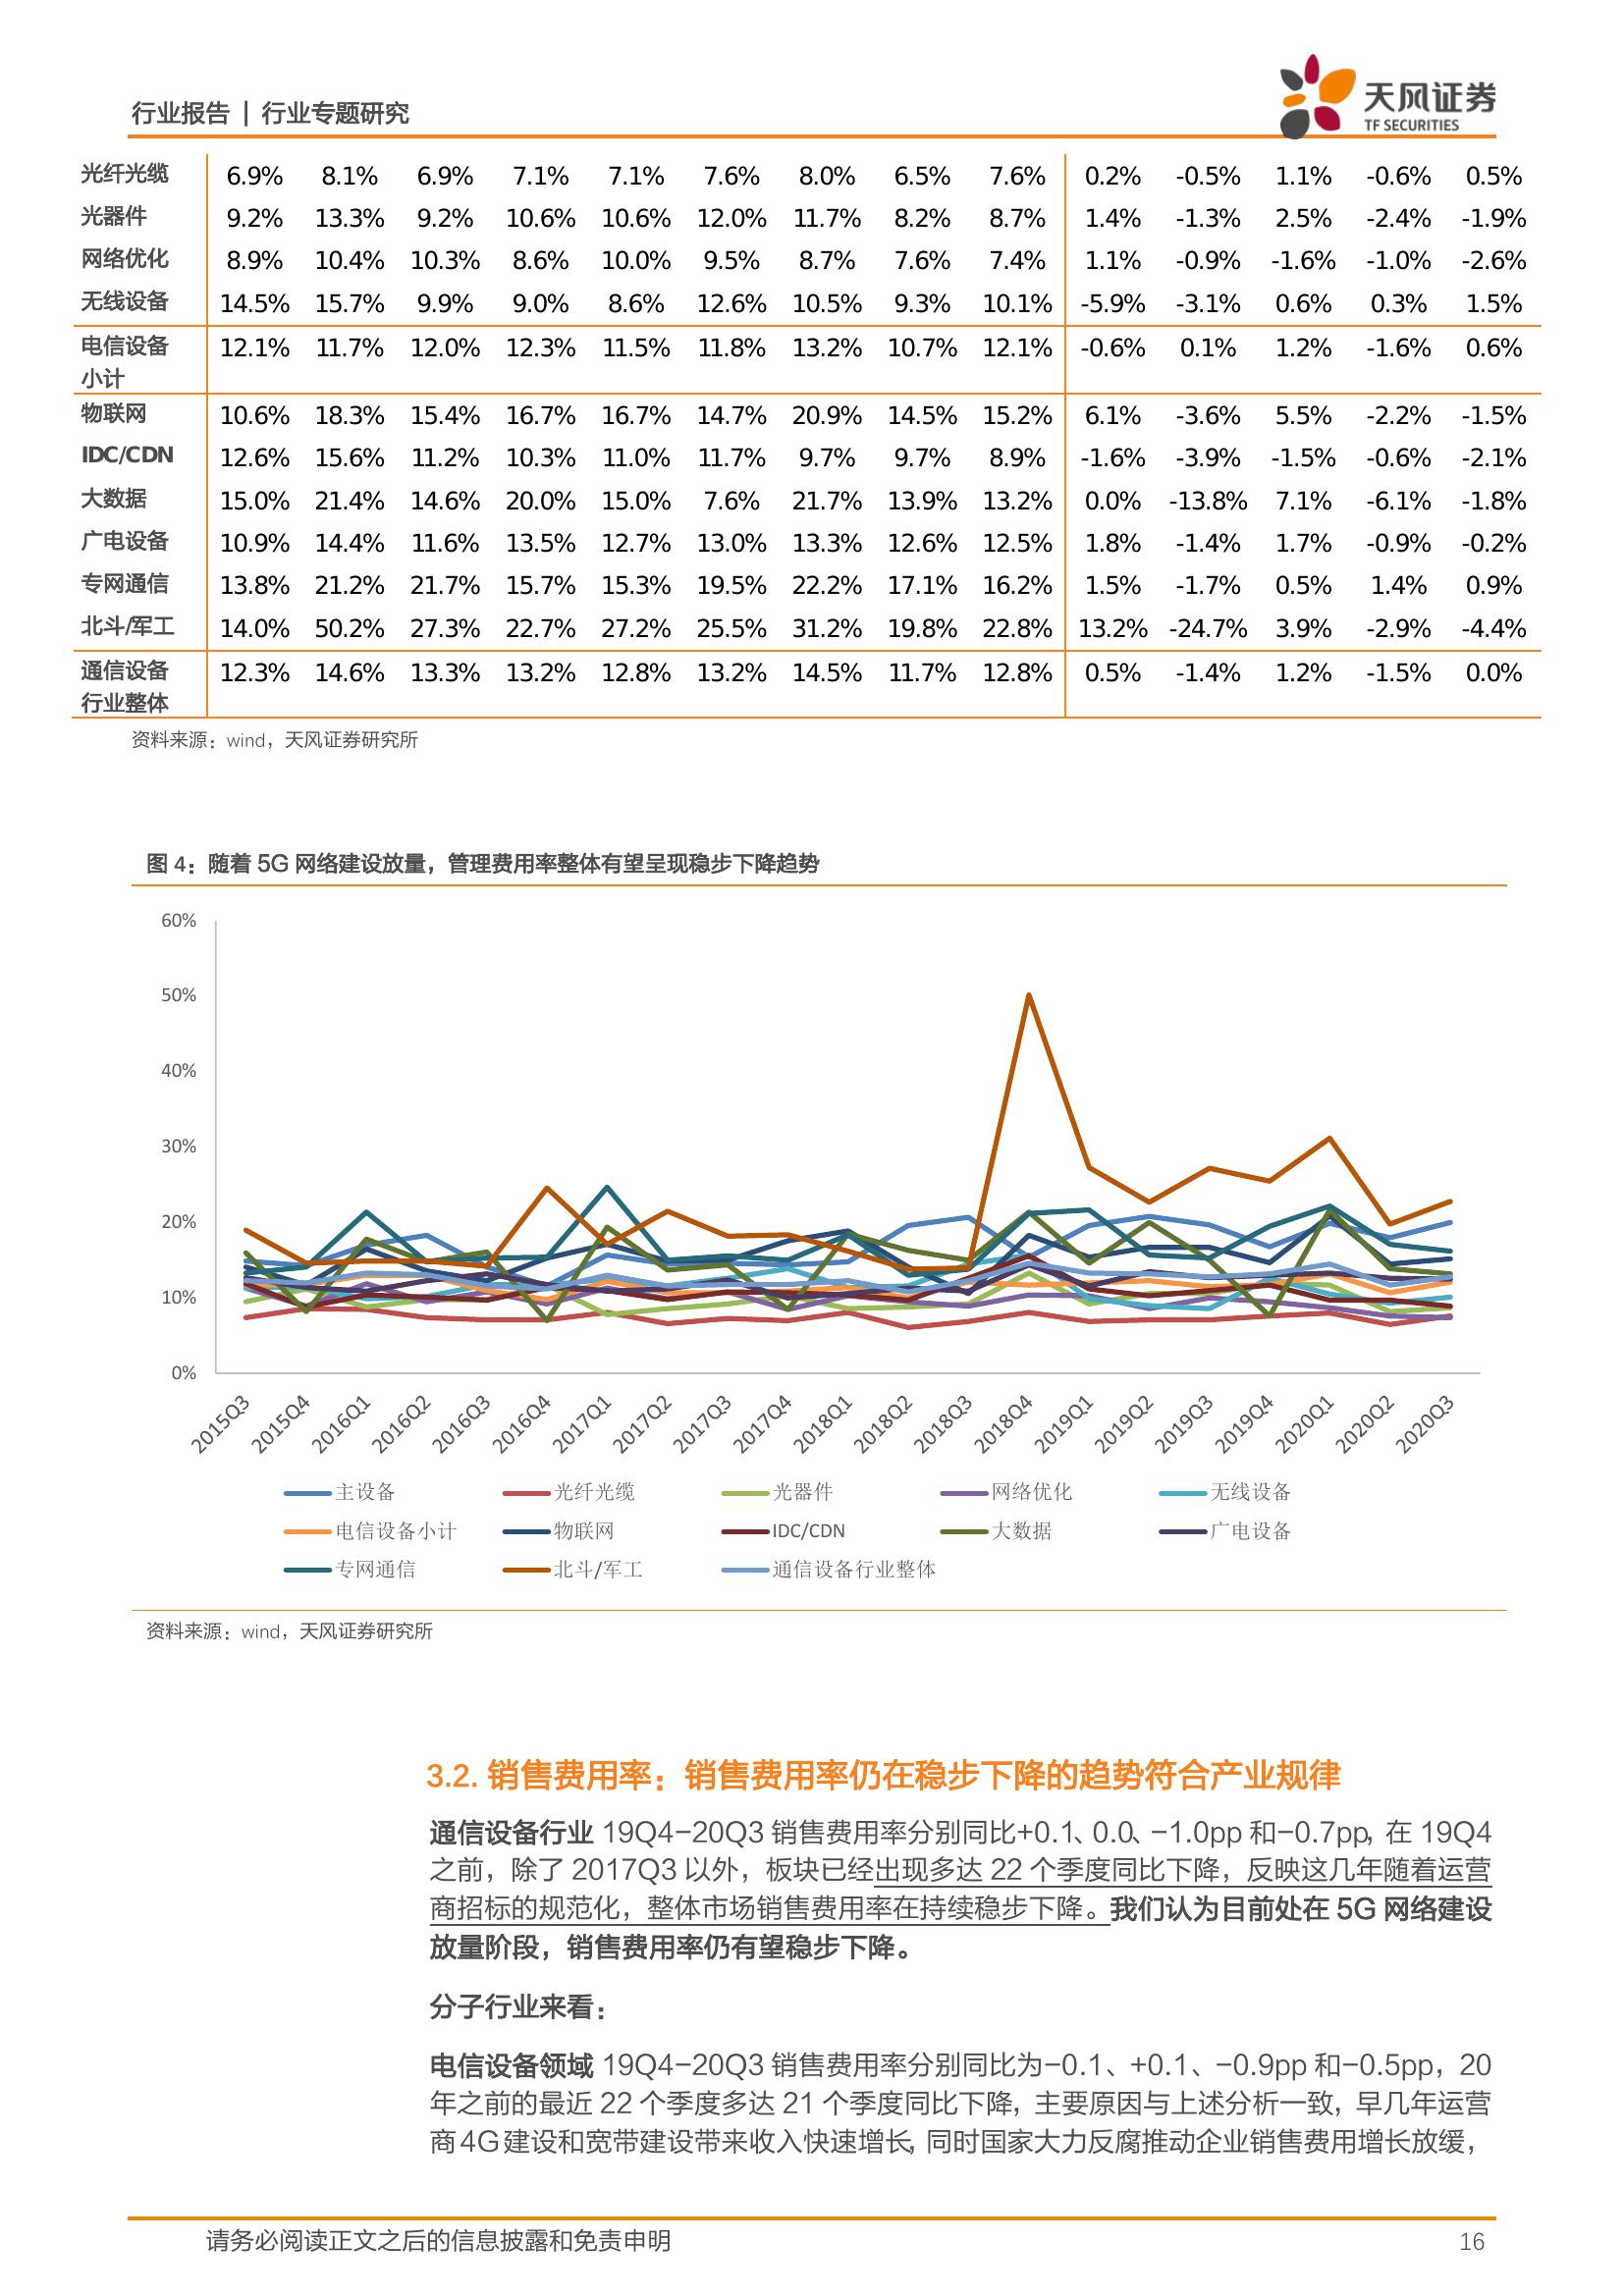 行业报告 | 行业专题研究
天风证券
TF SECURITIES
光纤光缆 6.9% 8.1% 6.9% 7.1% 7.1% 7.6% 8.0% 6.5% 7.6% 0.2% -0.5% 1.1% -0.6% 0.5%
光器件 9.2% 13.3% 9.2% 10.6% 10.6% 12.0% 11.7% 8.2% 8.7% 1.4% -1.3% 2.5% -2.4% -1.9%
网络优化 8.9% 10.4% 10.3% 8.6% 10.0% 9.5% 8.7% 7.6% 7.4% 1.1% -0.9% -1.6% -1.0% -2.6%
无线设备 14.5% 15.7% 9.9% 9.0% 8.6% 12.6% 10.5% 9.3% 10.1% -5.9% -3.1% 0.6% 0.3% 1.5%
电信设备 12.1% 11.7% 12.0% 12.3% 11.5% 11.8% 13.2% 10.7% 12.1% -0.6% 0.1% 1.2% -1.6% 0.6%
小计
物联网 10.6% 18.3% 15.4% 16.7% 16.7% 14.7% 20.9% 14.5% 15.2% 6.1% -3.6% 5.5% -2.2% -1.5%
IDC/CDN 12.6% 15.6% 11.2% 10.3% 11.0% 11.7% 9.7% 9.7% 8.9% -1.6% -3.9% -1.5% -0.6% -2.1%
大数据 15.0% 21.4% 14.6% 20.0% 15.0% 7.6% 21.7% 13.9% 13.2% 0.0% -13.8% 7.1% -6.1% -1.8%
广电设备 10.9% 14.4% 11.6% 13.5% 12.7% 13.0% 13.3% 12.6% 12.5% 1.8% -1.4% 1.7% -0.9% -0.2%
专网通信 13.8% 21.2% 21.7% 15.7% 15.3% 19.5% 22.2% 17.1% 16.2% 1.5% -1.7% 0.5% 1.4% 0.9%
北斗/军工 14.0% 50.2% 27.3% 22.7% 27.2% 25.5% 31.2% 19.8% 22.8% 13.2% -24.7% 3.9% -2.9% -4.4%
通信设备 12.3% 14.6% 13.3% 13.2% 12.8% 13.2% 14.5% 11.7% 12.8% 0.5% -1.4% 1.2% -1.5% 0.0%
行业整体
资料来源：wind，天风证券研究所
图 4：随着 5G 网络建设放量，管理费用率整体有望呈现稳步下降趋势
60%
50%
40%
30%
20%
10%
0%
2015Q3 2015Q4 2016Q1 2016Q2 2016Q3 2016Q4 2017Q1 2017Q2 2017Q3 2017Q4 2018Q1 2018Q2 2018Q3 2018Q4 2019Q1 2019Q2 2019Q3 2019Q4 2020Q1 2020Q2 2020Q3
主设备 光纤光缆 光器件 网络优化 无线设备
电信设备小计 物联网 IDC/CDN 大数据 广电设备
专网通信 北斗/军工 通信设备行业整体
资料来源：wind，天风证券研究所
3.2. 销售费用率：销售费用率仍在稳步下降的趋势符合产业规律
通信设备行业 19Q4-20Q3 销售费用率分别同比+0.1、0.0、-1.0pp 和-0.7pp，在 19Q4
之前，除了 2017Q3 以外，板块已经出现多达 22 个季度同比下降，反映这几年随着运营
商招标的规范化，整体市场销售费用率在持续稳步下降。我们认为目前处在 5G 网络建设
放量阶段，销售费用率仍有望稳步下降。
分子行业来看：
电信设备领域 19Q4-20Q3 销售费用率分别同比为-0.1、+0.1、-0.9pp 和-0.5pp，20
年之前的最近 22 个季度多达 21 个季度同比下降，主要原因与上述分析一致，早几年运营
商 4G 建设和宽带建设带来收入快速增长，同时国家大力反腐推动企业销售费用增长放缓，
请务必阅读正文之后的信息披露和免责申明 16